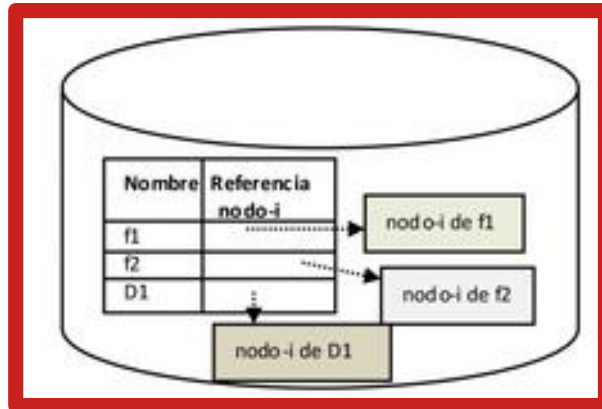 Nombre Referencia
nodo-i
f1
f2
D1
nodo-i de f1
nodo-i de f2
nodo-i de D1